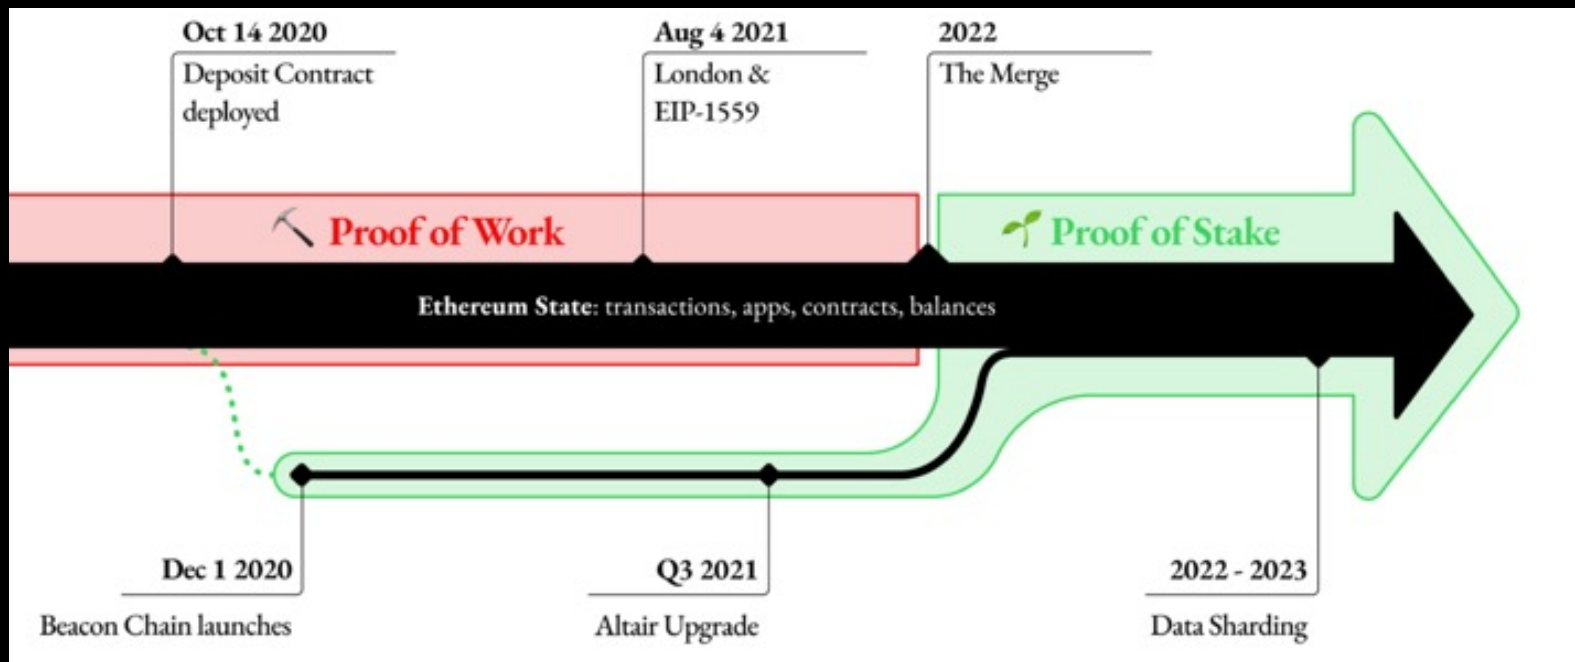 Oct 14 2020
Deposit Contract
deployed
Aug 4 2021
London &
EIP-1559
2022
The Merge
Proof of Work
Proof of Stake
Ethereum State: transactions, apps, contracts, balances
Dec 1 2020
Beacon Chain launches
Q3 2021
Altair Upgrade
2022 - 2023
Data Sharding